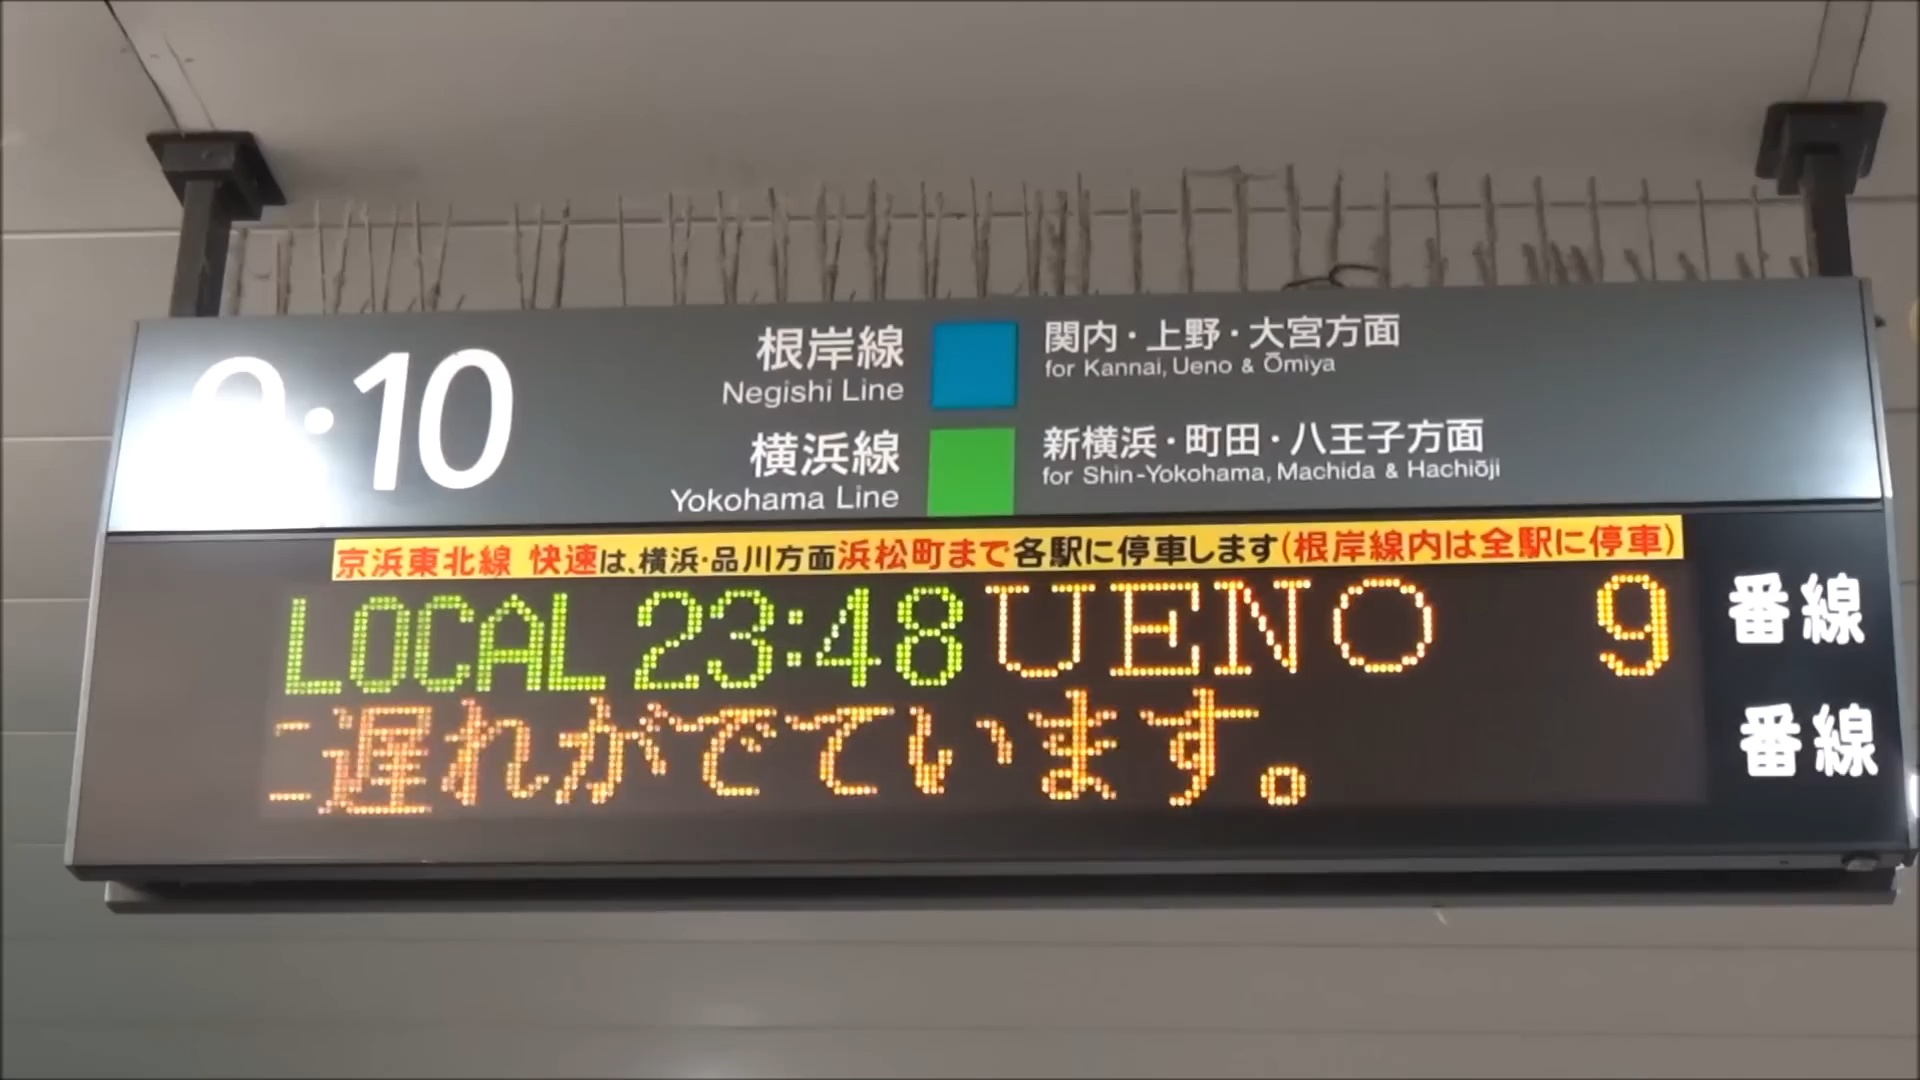 9・10
根岸線 関内・上野・大宮方面
Negishi Line for Kannai, Ueno & Ōmiya
横浜線 新横浜・町田・八王子方面
Yokohama Line for Shin-Yokohama, Machida & Hachiōji
京浜東北線 快速は、横浜・品川方面浜松町まで各駅に停車します(根岸線内は全駅に停車)
LOCAL 23:48 UENO 9 番線
遅れがでています。 番線